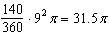 140/360 · 9² π = 31.5 π